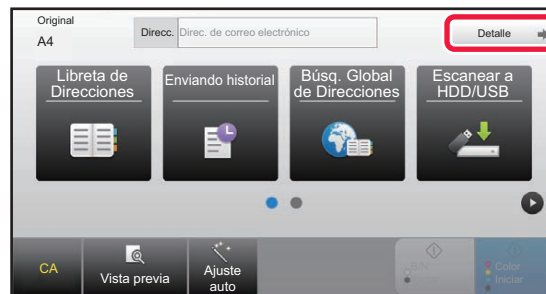 Original
A4
Direcc.
Direc. de correo electrónico
Detalle
Libreta de
Direcciones
Enviando historial
Búsq. Global
de Direcciones
Escanear a
HDD/USB
CA
Vista previa
Ajuste
auto
B/N
Iniciar
Color
Iniciar